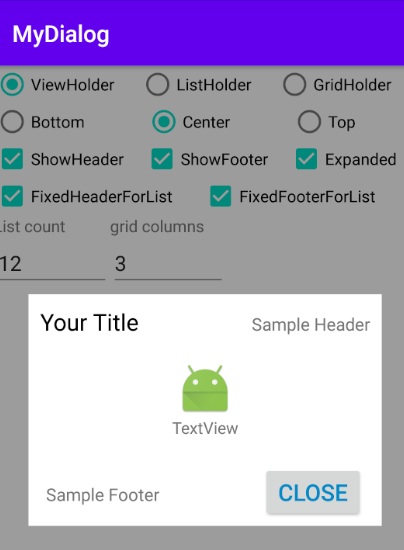 MyDialog
ViewHolder ListHolder GridHolder
Bottom Center Top
ShowHeader ShowFooter Expanded
FixedHeaderForList FixedFooterForList
List count grid columns
12 3
Your Title Sample Header
TextView
Sample Footer CLOSE